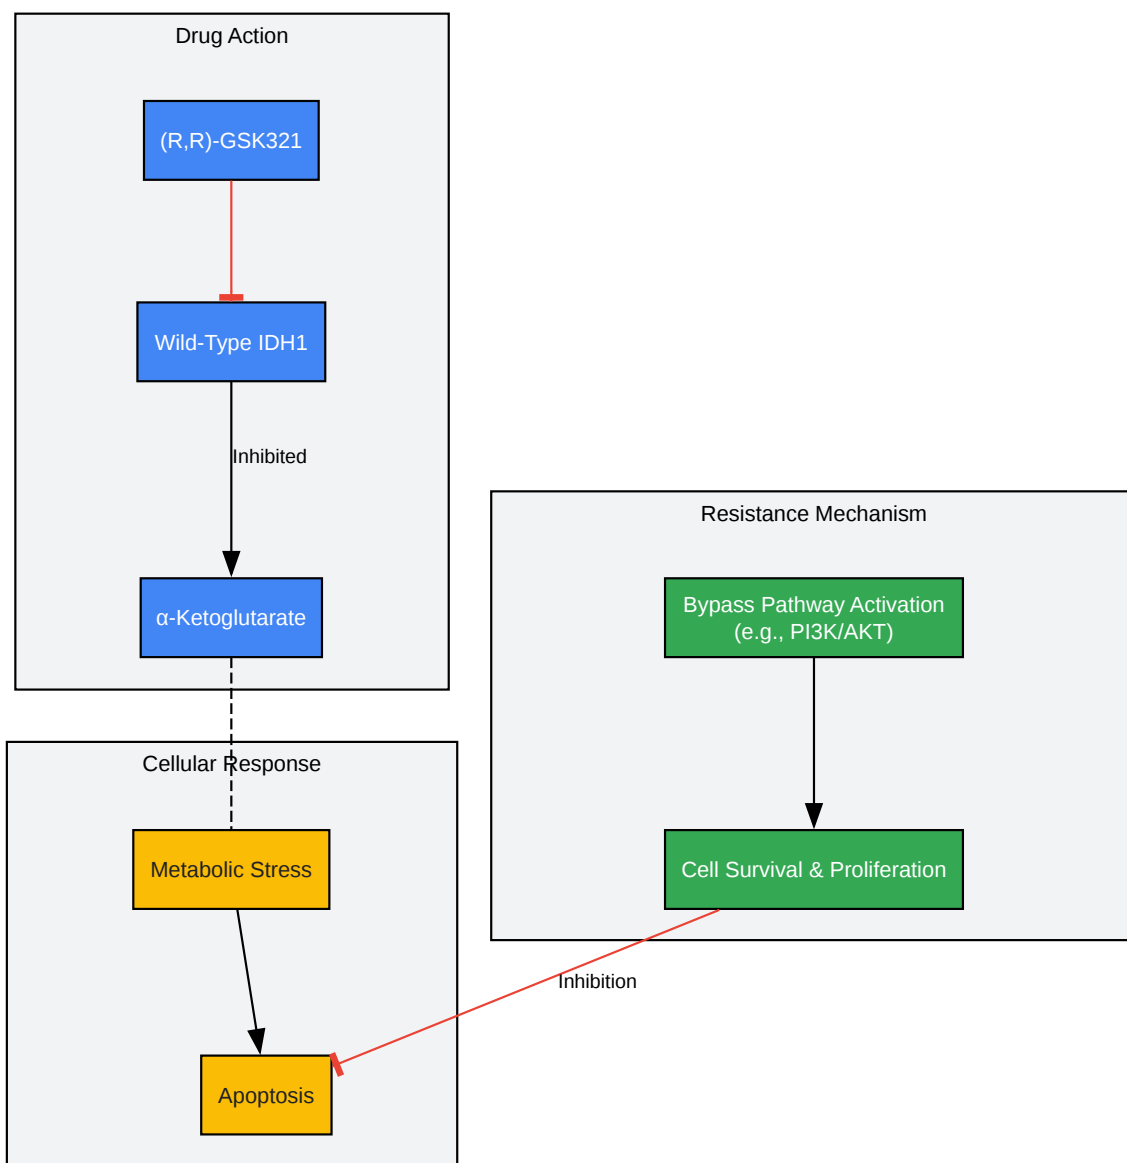 Drug Action
(R,R)-GSK321
Wild-Type IDH1
Inhibited
α-Ketoglutarate
Resistance Mechanism
Bypass Pathway Activation
(e.g., PI3K/AKT)
Cell Survival & Proliferation
Inhibition
Cellular Response
Metabolic Stress
Apoptosis